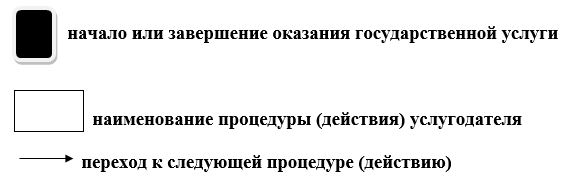 начало или завершение оказания государственной услуги
наименование процедуры (действия) услугодателя
переход к следующей процедуре (действию)